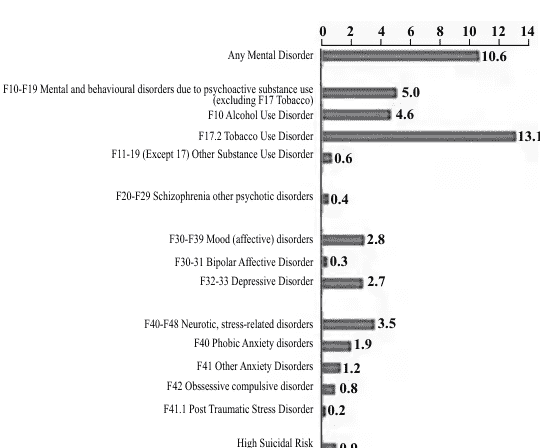 0 2 4 6 8 10 12 14
Any Mental Disorder 10.6
F10-F19 Mental and behavioural disorders due to psychoactive substance use
(excluding F17 Tobacco) 5.0
F10 Alcohol Use Disorder 4.6
F17.2 Tobacco Use Disorder 13.1
F11-19 (Except 17) Other Substance Use Disorder 0.6
F20-F29 Schizophrenia other psychotic disorders 0.4
F30-F39 Mood (affective) disorders 2.8
F30-31 Bipolar Affective Disorder 0.3
F32-33 Depressive Disorder 2.7
F40-F48 Neurotic, stress-related disorders 3.5
F40 Phobic Anxiety disorders 1.9
F41 Other Anxiety Disorders 1.2
F42 Obssessive compulsive disorder 0.8
F41.1 Post Traumatic Stress Disorder 0.2
High Suicidal Risk